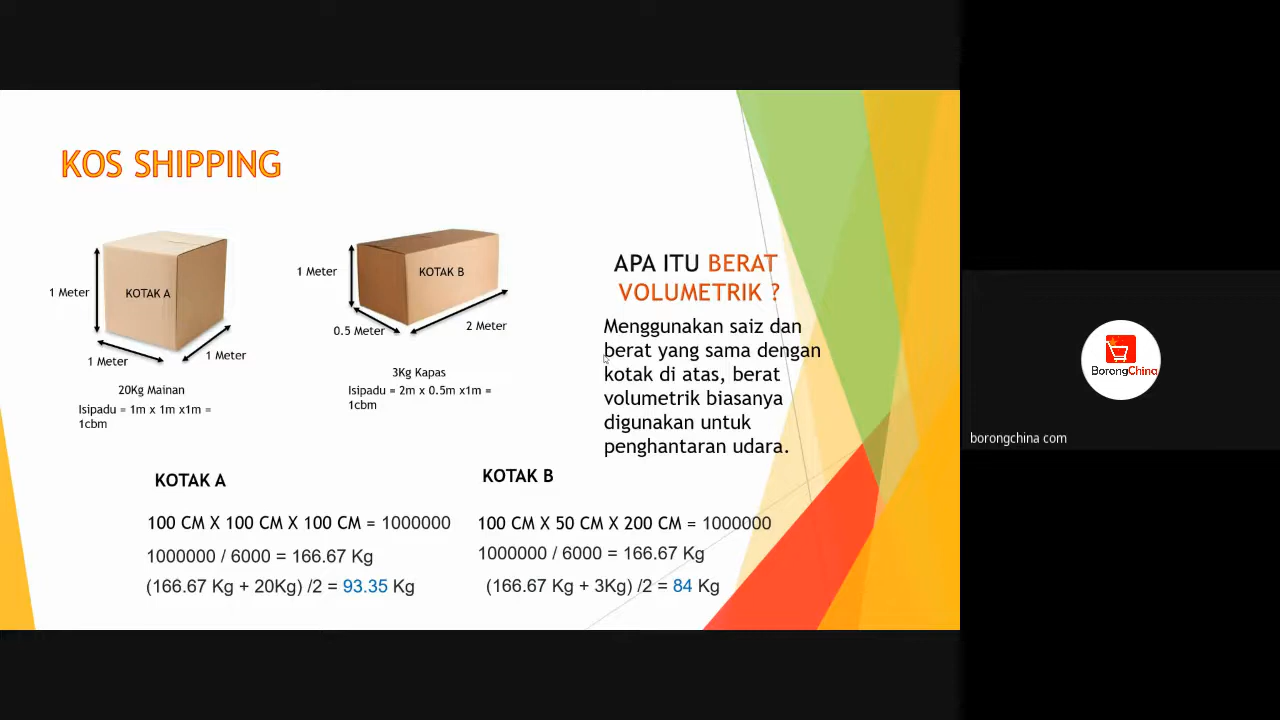 KOS SHIPPING
1 Meter
KOTAK A
1 Meter
1 Meter
20Kg Mainan
Isipadu = 1m x 1m x1m =
1cbm
1 Meter
KOTAK B
0.5 Meter
2 Meter
3Kg Kapas
Isipadu = 2m x 0.5m x1m =
1cbm
APA ITU BERAT
VOLUMETRIK ?
Menggunakan saiz dan
berat yang sama dengan
kotak di atas, berat
volumetrik biasanya
digunakan untuk
penghantaran udara.
KOTAK A
100 CM X 100 CM X 100 CM = 1000000
1000000 / 6000 = 166.67 Kg
(166.67 Kg + 20Kg) /2 = 93.35 Kg
KOTAK B
100 CM X 50 CM X 200 CM = 1000000
1000000 / 6000 = 166.67 Kg
(166.67 Kg + 3Kg) /2 = 84 Kg
BorongChina
borongchina com